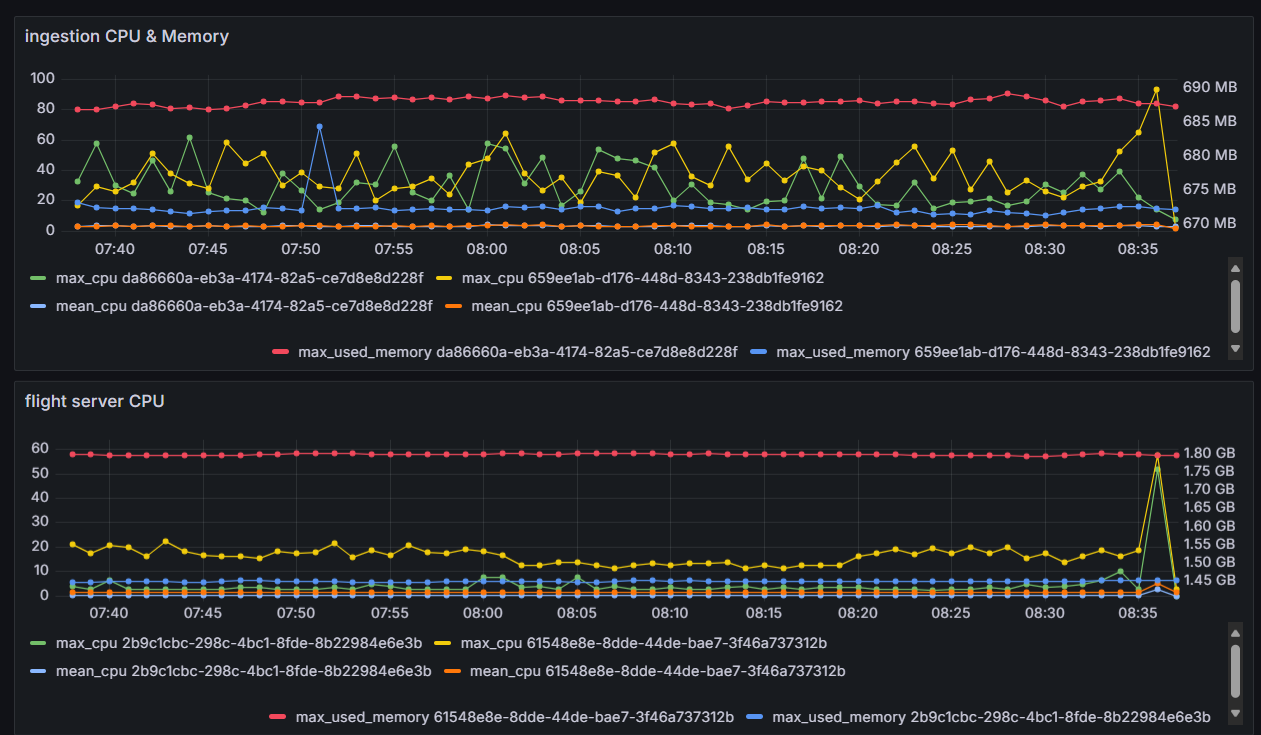 ingestion CPU & Memory
100
80
60
40
20
0
690 MB
685 MB
680 MB
675 MB
670 MB
07:40 07:45 07:50 07:55 08:00 08:05 08:10 08:15 08:20 08:25 08:30 08:35
max_cpu da86660a-eb3a-4174-82a5-ce7d8e8d228f max_cpu 659ee1ab-d176-448d-8343-238db1fe9162
mean_cpu da86660a-eb3a-4174-82a5-ce7d8e8d228f mean_cpu 659ee1ab-d176-448d-8343-238db1fe9162
max_used_memory da86660a-eb3a-4174-82a5-ce7d8e8d228f max_used_memory 659ee1ab-d176-448d-8343-238db1fe9162
flight server CPU
60
50
40
30
20
10
0
1.80 GB
1.75 GB
1.70 GB
1.65 GB
1.60 GB
1.55 GB
1.50 GB
1.45 GB
07:40 07:45 07:50 07:55 08:00 08:05 08:10 08:15 08:20 08:25 08:30 08:35
max_cpu 2b9c1cbc-298c-4bc1-8fde-8b22984e6e3b max_cpu 61548e8e-8dde-44de-bae7-3f46a737312b
mean_cpu 2b9c1cbc-298c-4bc1-8fde-8b22984e6e3b mean_cpu 61548e8e-8dde-44de-bae7-3f46a737312b
max_used_memory 61548e8e-8dde-44de-bae7-3f46a737312b max_used_memory 2b9c1cbc-298c-4bc1-8fde-8b22984e6e3b